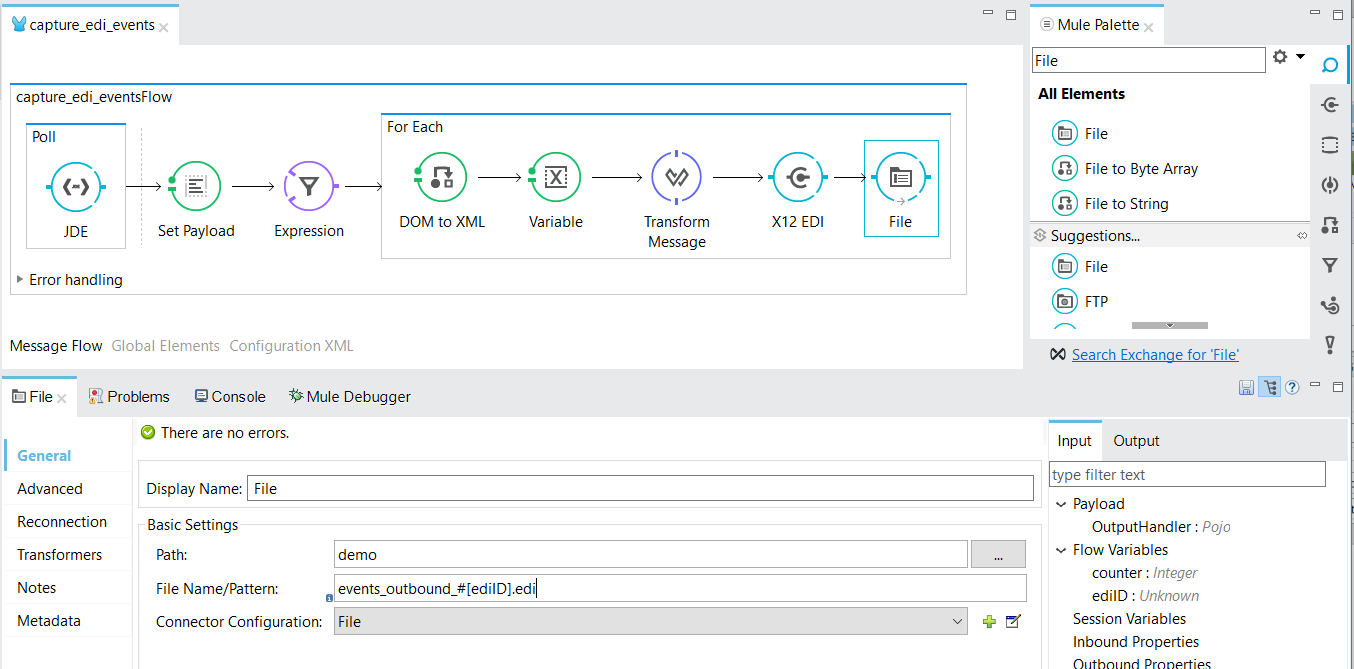 capture_edi_events
capture_edi_eventsFlow
Poll
JDE
Set Payload
Expression
For Each
DOM to XML
Variable
Transform
Message
X12 EDI
File
Error handling
Message Flow Global Elements Configuration XML
Mule Palette
File
All Elements
File
File to Byte Array
File to String
Suggestions...
File
FTP
Search Exchange for 'File'
File Problems Console Mule Debugger
There are no errors.
General
Advanced
Reconnection
Transformers
Notes
Metadata
Display Name: File
Basic Settings
Path: demo ...
File Name/Pattern: events_outbound_#[ediID].edi
Connector Configuration: File
Input Output
type filter text
Payload
OutputHandler : Pojo
Flow Variables
counter : Integer
ediID : Unknown
Session Variables
Inbound Properties
Outbound Properties